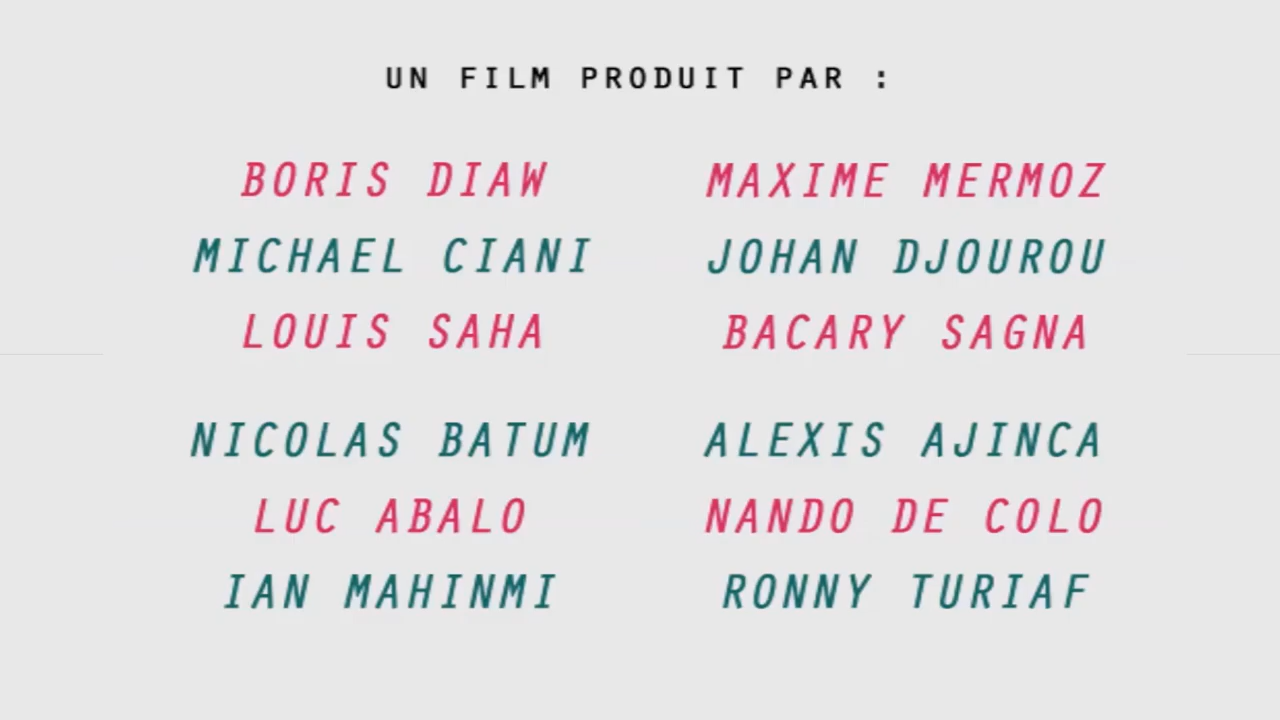 UN FILM PRODUIT PAR :
BORIS DIAW MAXIME MERMOZ
MICHAEL CIANI JOHAN DJOUROU
LOUIS SAHA BACARY SAGNA
NICOLAS BATUM ALEXIS AJINCA
LUC ABALO NANDO DE COLO
IAN MAHINMI RONNY TURIAF